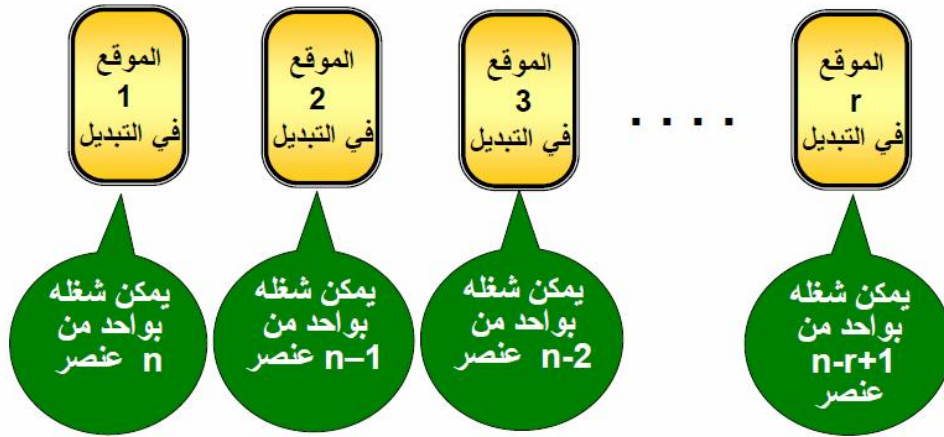 الموقع
1
في التبديل
الموقع
2
في التبديل
الموقع
3
في التبديل
. . . .
الموقع
r
في التبديل
يمكن شغله
بواحد من
n عنصر
يمكن شغله
بواحد من
n–1 عنصر
يمكن شغله
بواحد من
n-2 عنصر
يمكن شغله
بواحد من
n-r+1
عنصر